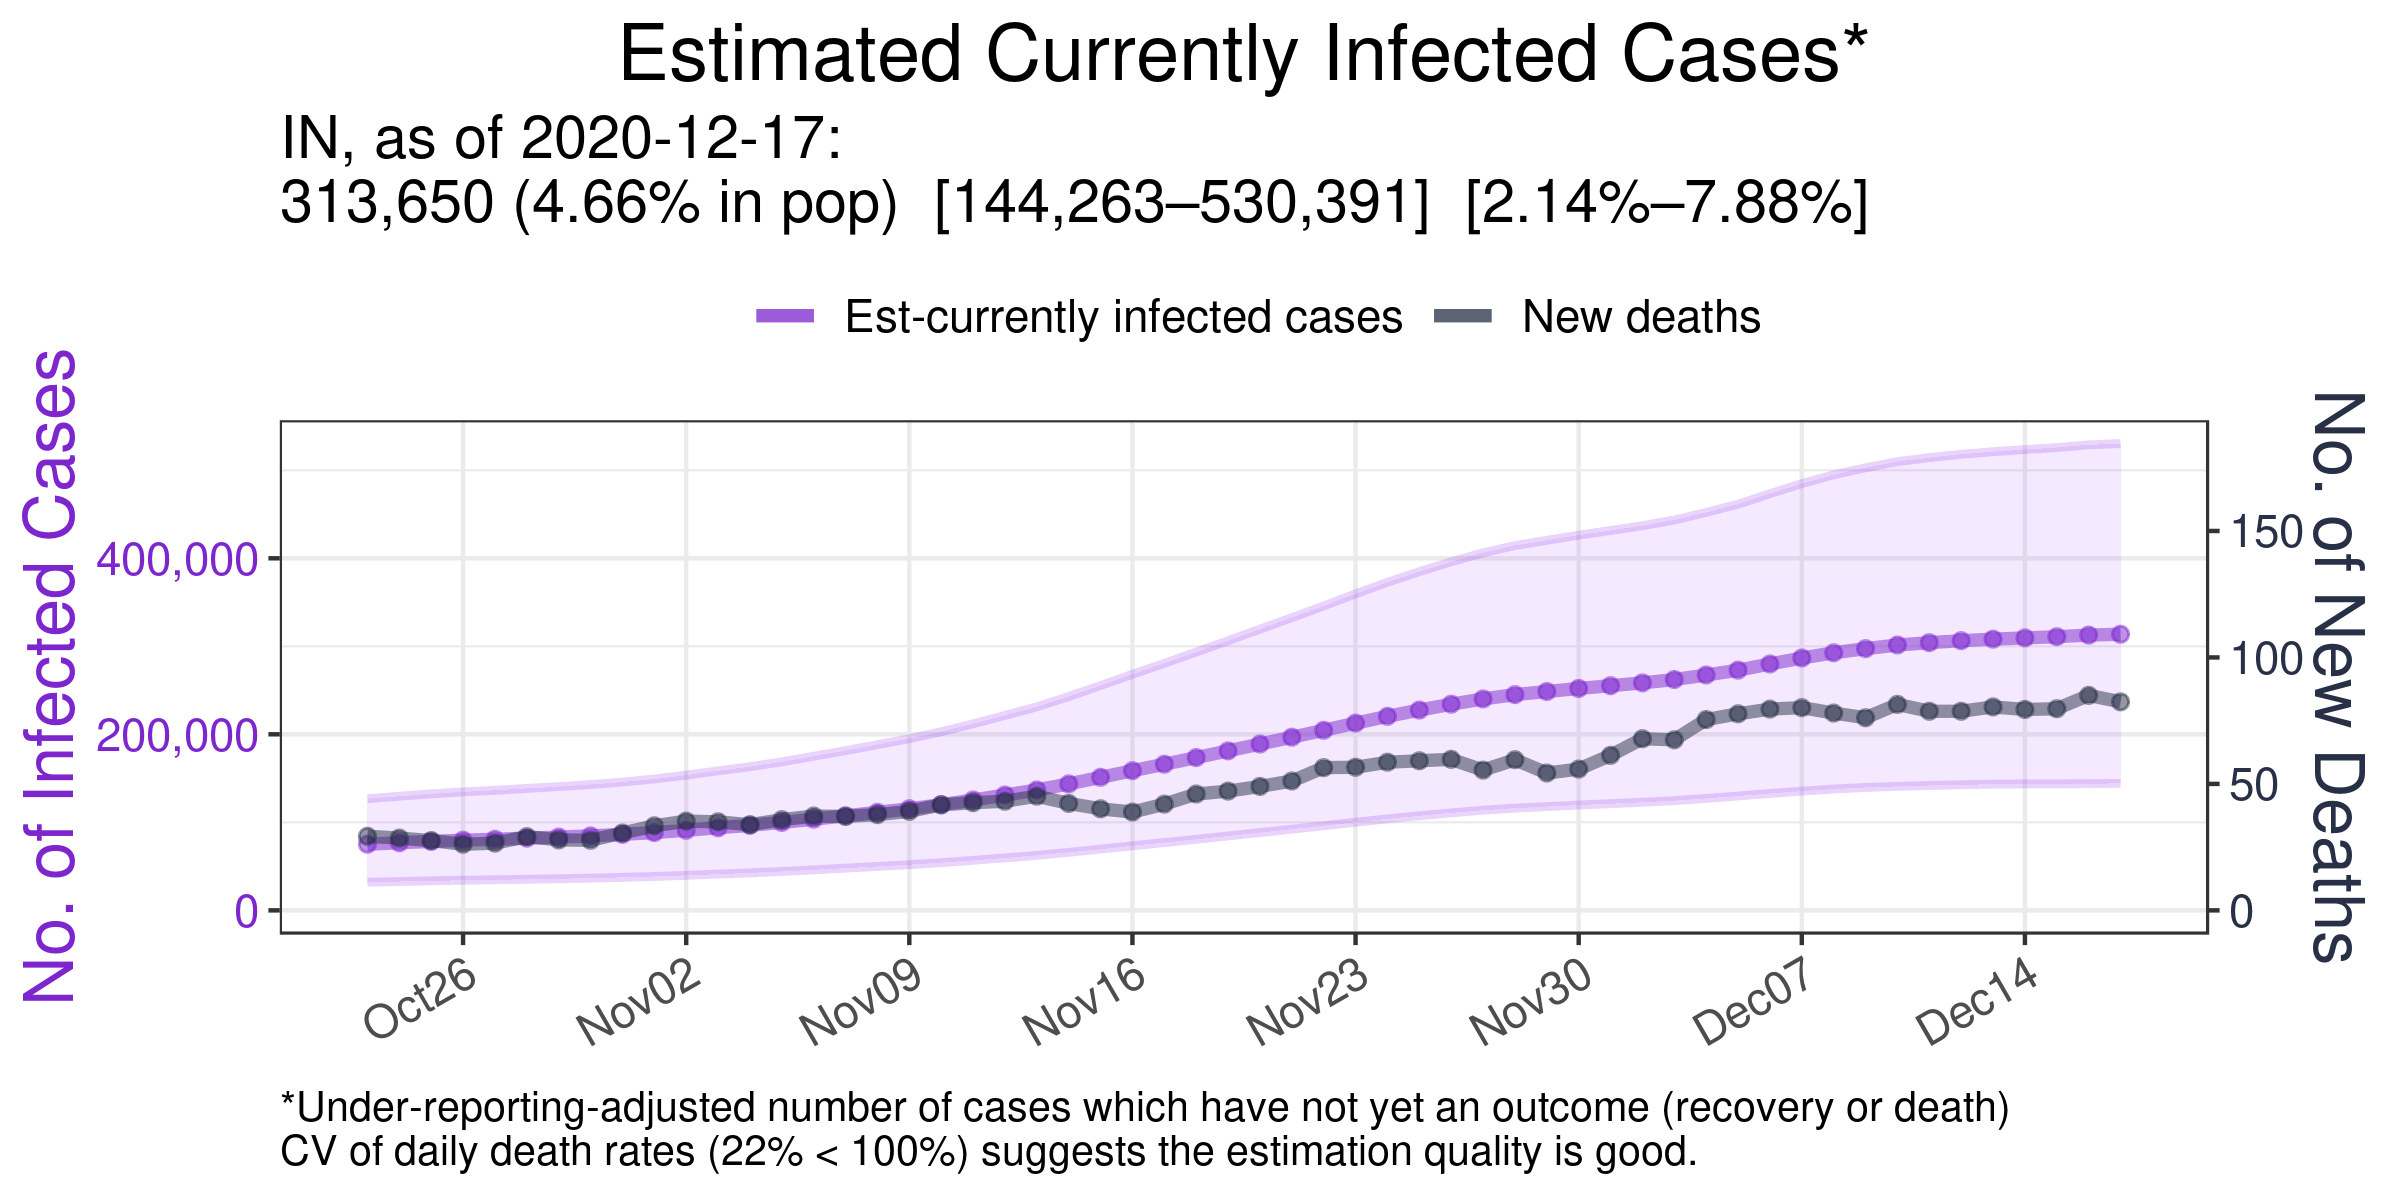 Estimated Currently Infected Cases*
IN, as of 2020-12-17:
313,650 (4.66% in pop)  [144,263–530,391]  [2.14%–7.88%]
Est-currently infected cases
New deaths
No. of Infected Cases
400,000
200,000
0
No. of New Deaths
150
100
50
0
Oct26
Nov02
Nov09
Nov16
Nov23
Nov30
Dec07
Dec14
*Under-reporting-adjusted number of cases which have not yet an outcome (recovery or death)
CV of daily death rates (22% < 100%) suggests the estimation quality is good.